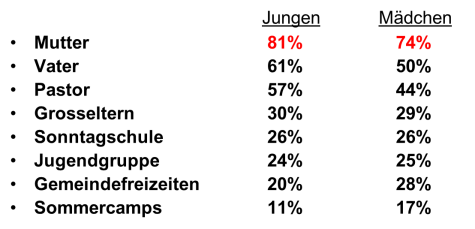 Jungen Mädchen
• Mutter 81% 74%
• Vater 61% 50%
• Pastor 57% 44%
• Grosseltern 30% 29%
• Sonntagschule 26% 26%
• Jugendgruppe 24% 25%
• Gemeindefreizeiten 20% 28%
• Sommercamps 11% 17%